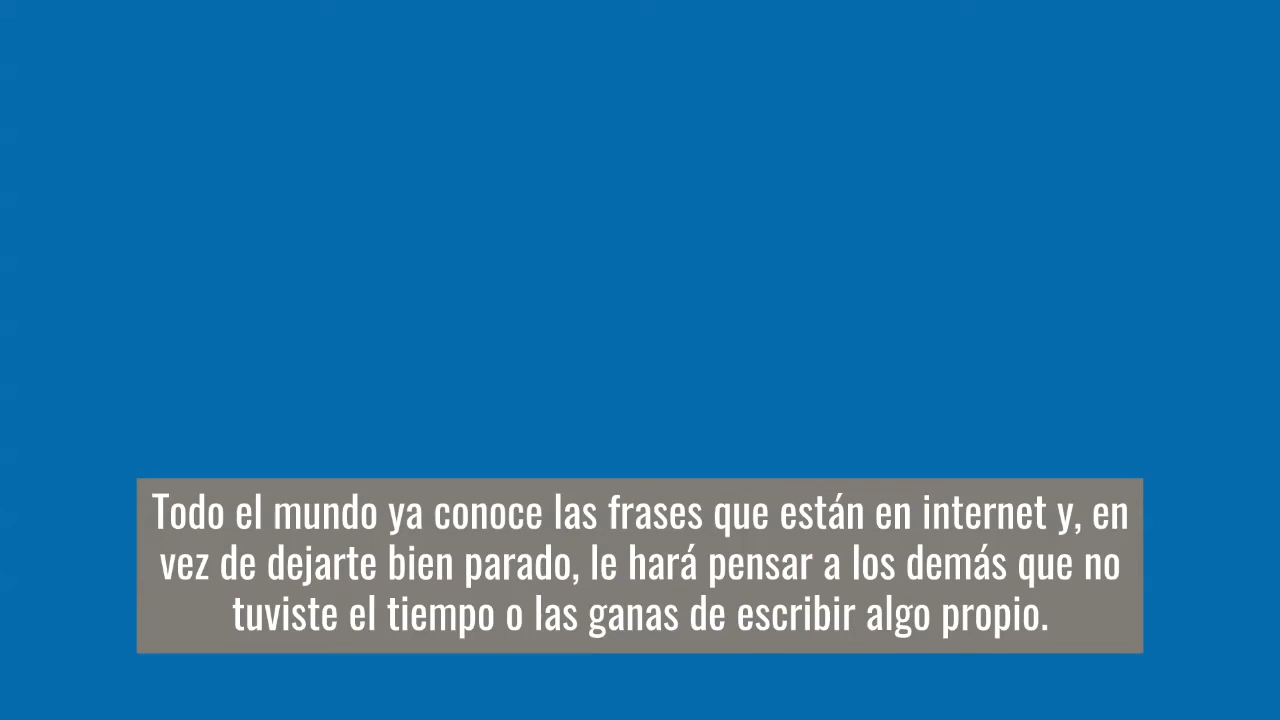 Todo el mundo ya conoce las frases que están en internet y, en
vez de dejarte bien parado, le hará pensar a los demás que no
tuviste el tiempo o las ganas de escribir algo propio.